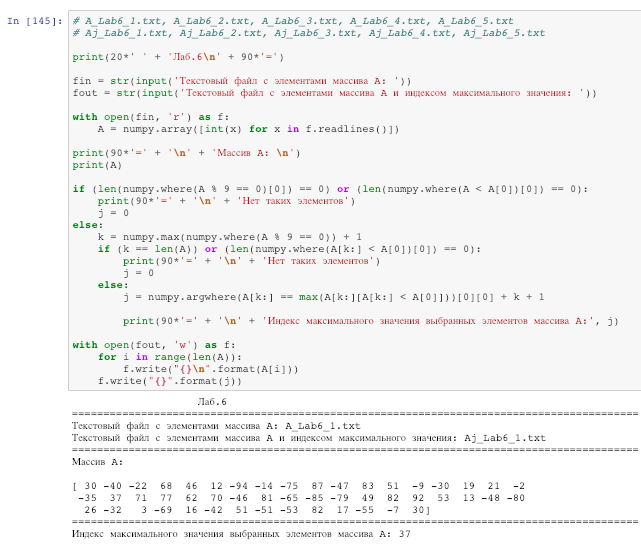 In [145]: # A_Lab6_1.txt, A_Lab6_2.txt, A_Lab6_3.txt, A_Lab6_4.txt, A_Lab6_5.txt
# Aj_Lab6_1.txt, Aj_Lab6_2.txt, Aj_Lab6_3.txt, Aj_Lab6_4.txt, Aj_Lab6_5.txt
print(20*' ' + 'Лаб.6\n' + 90*'=')
fin = str(input('Текстовый файл с элементами массива A: '))
fout = str(input('Текстовый файл с элементами массива A и индексом максимального значения: '))
with open(fin, 'r') as f:
    A = numpy.array([int(x) for x in f.readlines()])
print(90*'=' + '\n' + 'Массив A: \n')
print(A)
if (len(numpy.where(A % 9 == 0)[0]) == 0) or (len(numpy.where(A < A[0])[0]) == 0):
    print(90*'=' + '\n' + 'Нет таких элементов')
    j = 0
else:
    k = numpy.max(numpy.where(A % 9 == 0)) + 1
    if (k == len(A)) or (len(numpy.where(A[k:] < A[0])[0]) == 0):
        print(90*'=' + '\n' + 'Нет таких элементов')
        j = 0
    else:
        j = numpy.argwhere(A[k:] == max(A[k:][A[k:] < A[0]]))[0][0] + k + 1
        print(90*'=' + '\n' + 'Индекс максимального значения выбранных элементов массива A:', j)
with open(fout, 'w') as f:
    for i in range(len(A)):
        f.write("{}\n".format(A[i]))
    f.write("{}".format(j))
Лаб.6
==========================================================================================
Текстовый файл с элементами массива A: A_Lab6_1.txt
Текстовый файл с элементами массива A и индексом максимального значения: Aj_Lab6_1.txt
==========================================================================================
Массив A:
[ 30 -40 -22  68  46  12 -94 -14 -75  87 -47  83  51  -9 -30  19  21  -2
 -35  37  71  77  62  70 -46  81 -65 -85 -79  49  82  92  53  13 -48 -80
  26 -32   3 -69  16 -42  51 -51 -53  82  17 -55  -7  30]
==========================================================================================
Индекс максимального значения выбранных элементов массива A: 37